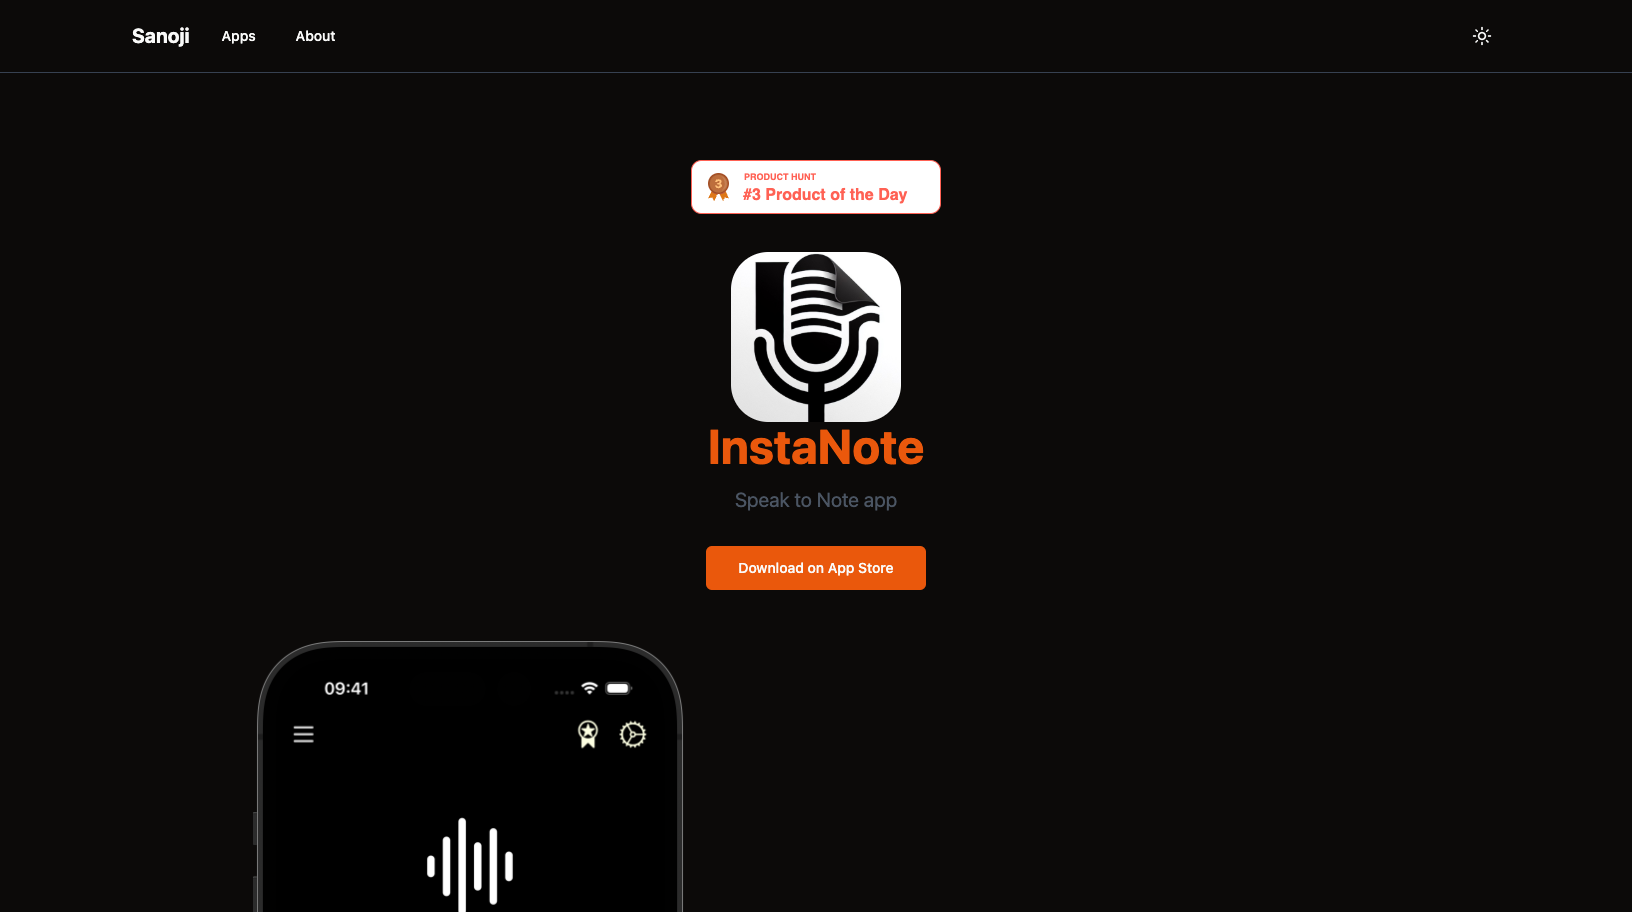 Sanoji
Apps
About
PRODUCT HUNT
3
#3 Product of the Day
InstaNote
Speak to Note app
Download on App Store
09:41